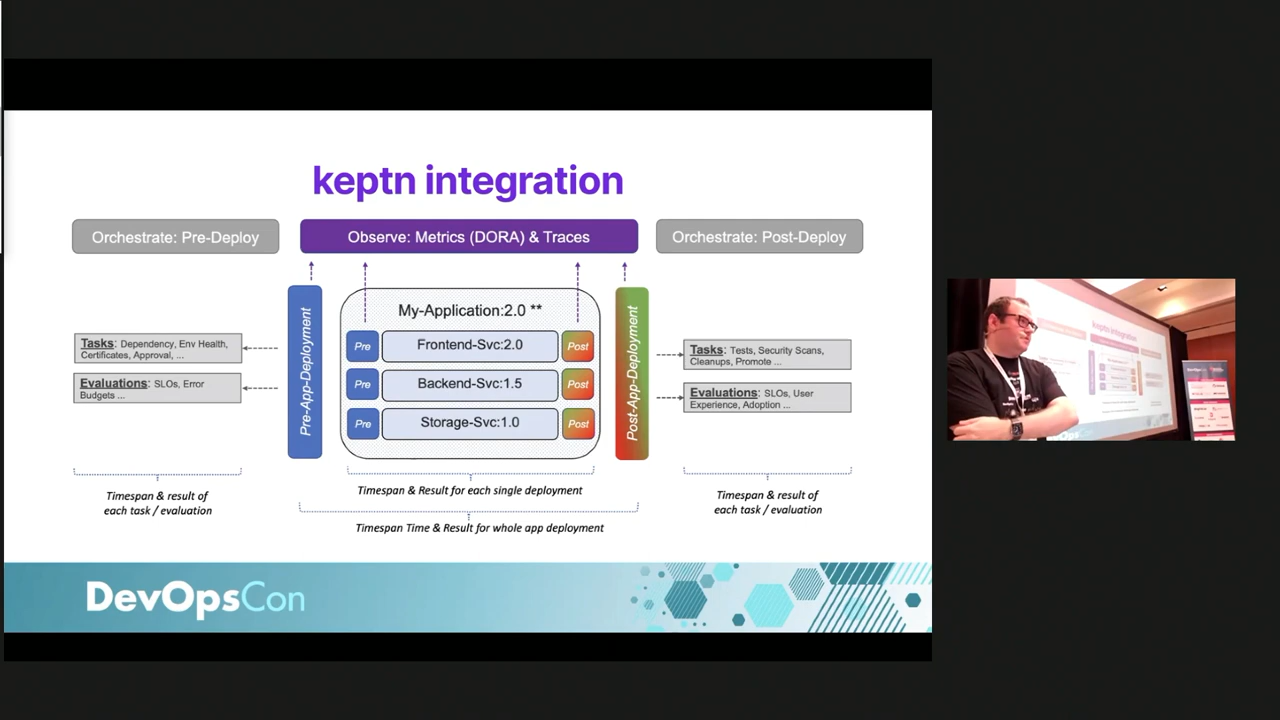 keptn integration
Orchestrate: Pre-Deploy
Observe: Metrics (DORA) & Traces
Orchestrate: Post-Deploy
Pre-App-Deployment
My-Application:2.0 **
Pre
Frontend-Svc:2.0
Post
Pre
Backend-Svc:1.5
Post
Pre
Storage-Svc:1.0
Post
Post-App-Deployment
Tasks: Dependency, Env Health,
Certificates, Approval, ...
Evaluations: SLOs, Error
Budgets ...
Tasks: Tests, Security Scans,
Cleanups, Promote ...
Evaluations: SLOs, User
Experience, Adoption ...
Timespan & result of
each task / evaluation
Timespan & Result for each single deployment
Timespan Time & Result for whole app deployment
Timespan & result of
each task / evaluation
DevOpsCon
keptn integration